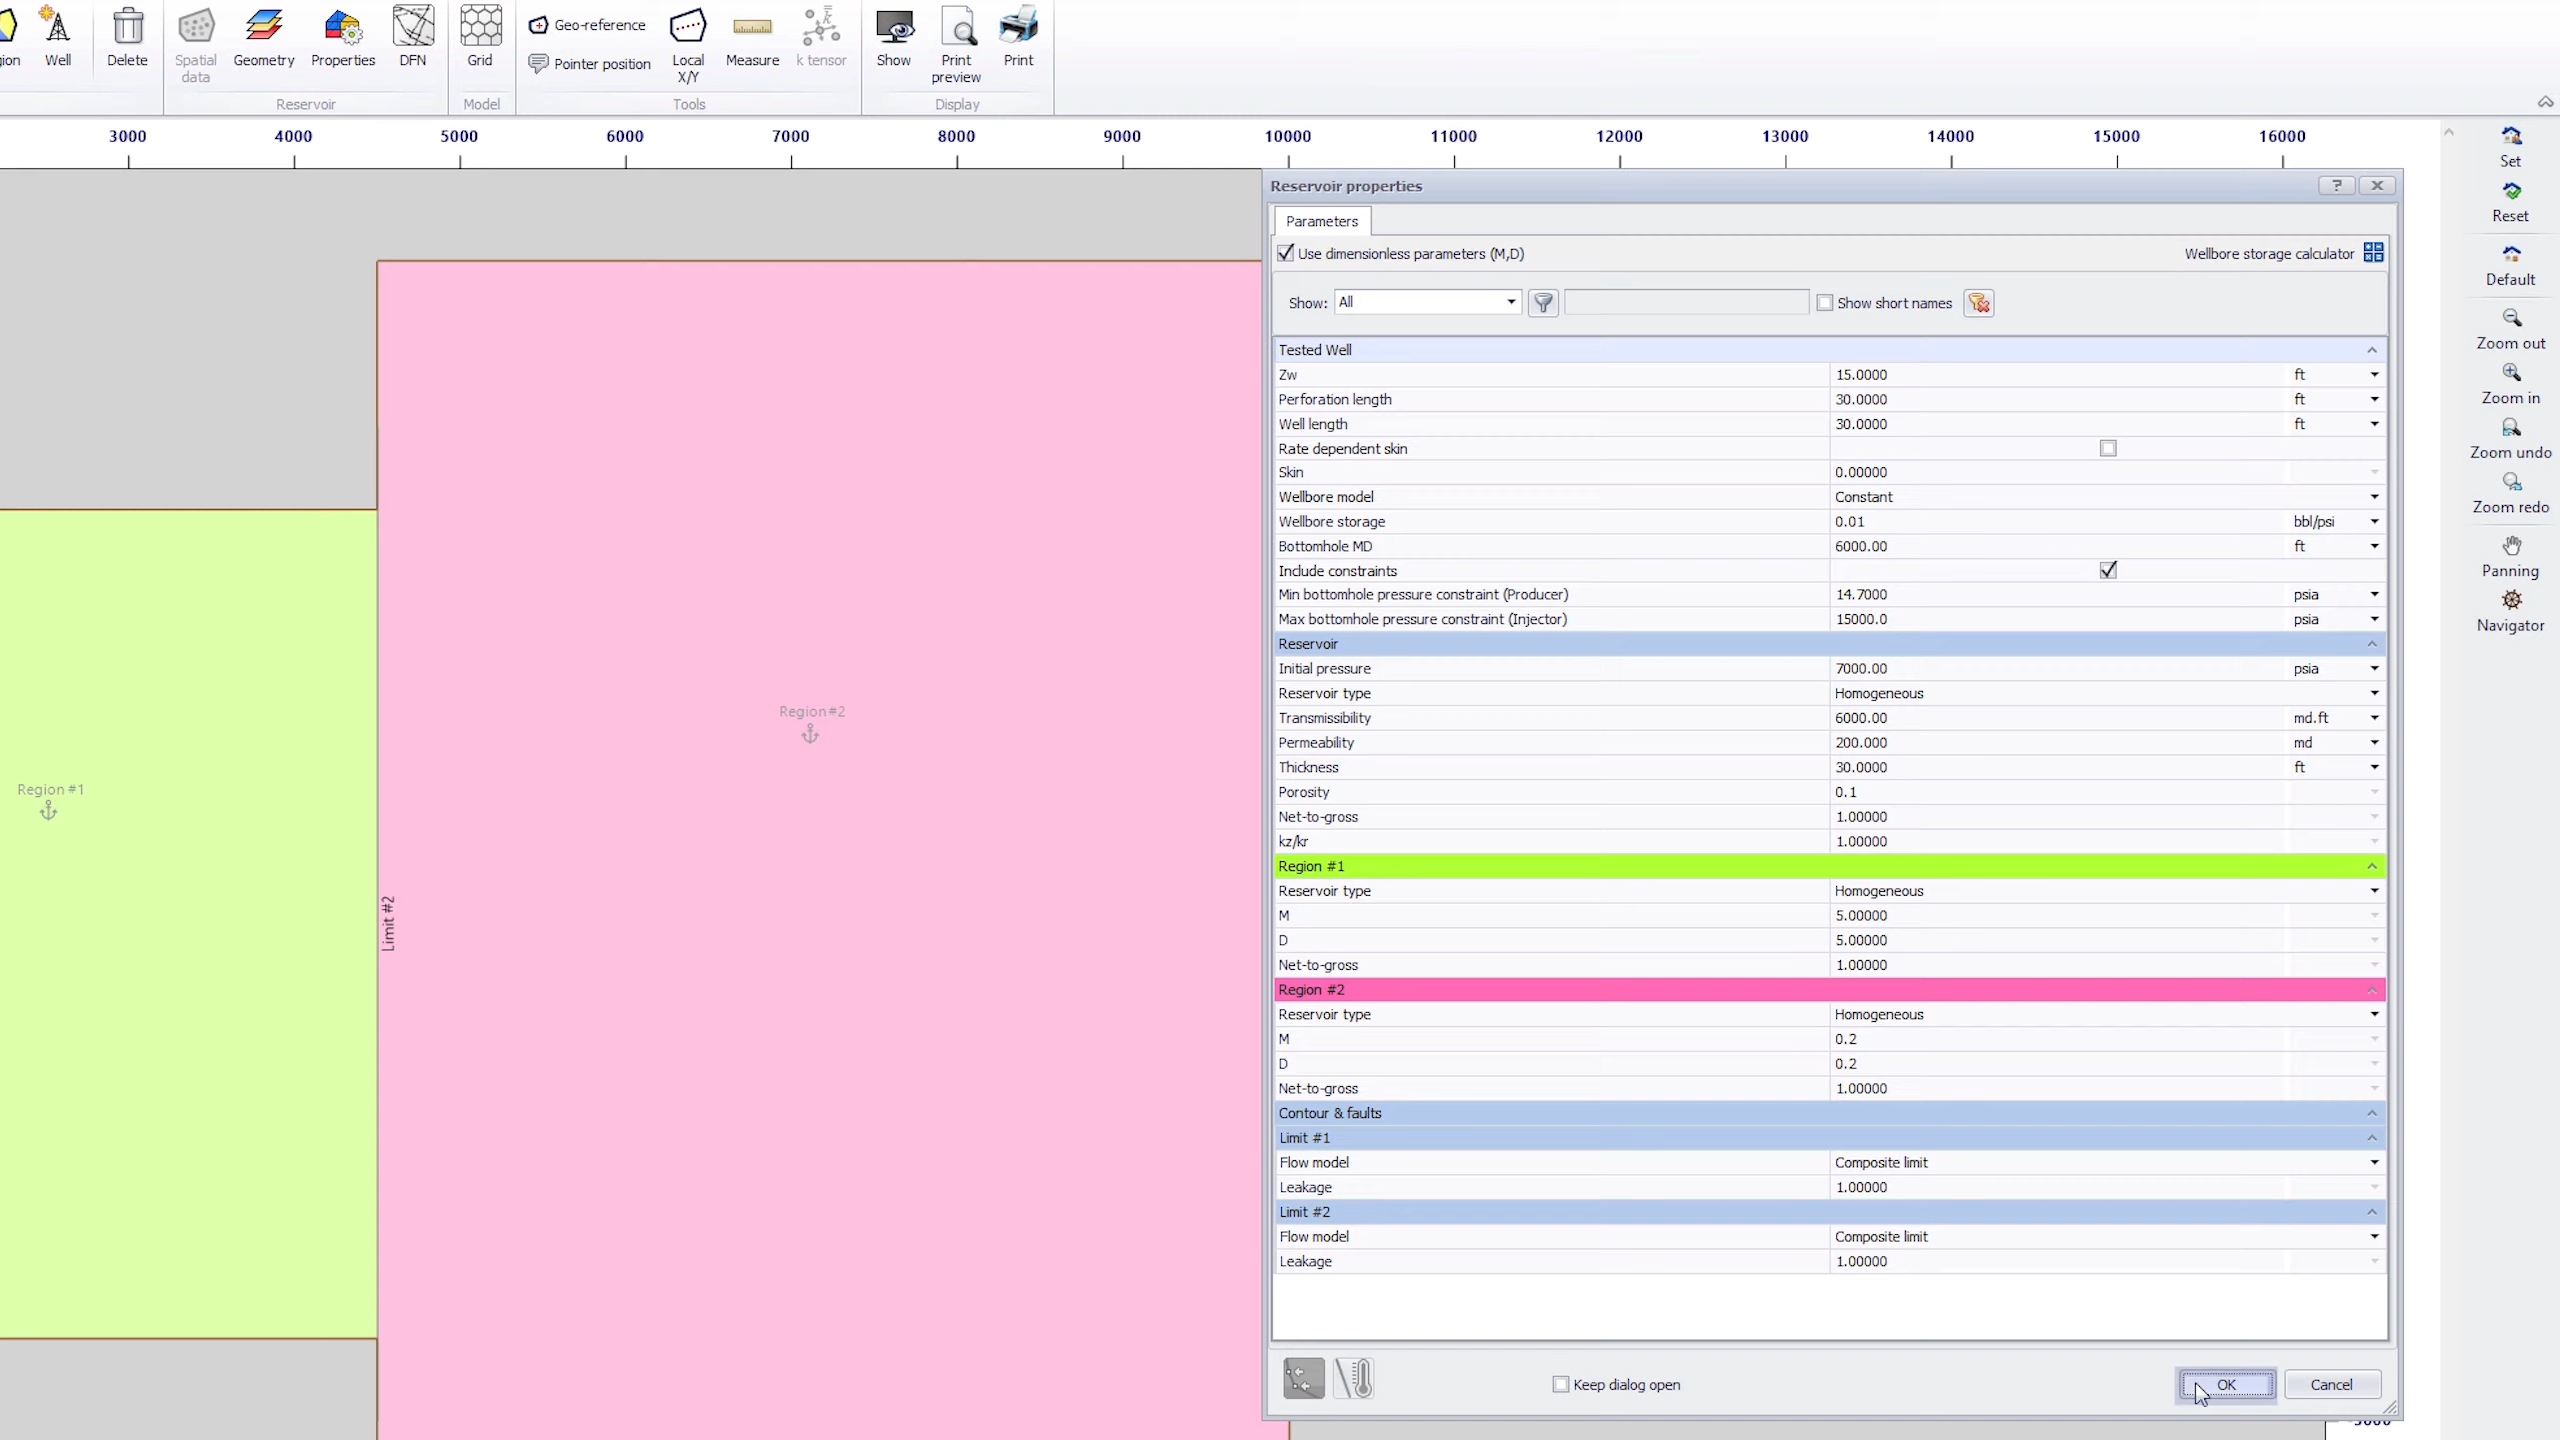 gion
Well
Delete
Spatial
data
Geometry
Properties
DFN
Reservoir
Grid
Model
Geo-reference
Pointer position
Local
X/Y
Measure
k tensor
Tools
Show
Print
preview
Print
Display
3000 4000 5000 6000 7000 8000 9000 10000 11000 12000 13000 14000 15000 16000
Region #1
Limit #2
Region #2
Reservoir properties
Parameters
Use dimensionless parameters (M,D) Wellbore storage calculator
Show: All Show short names
Tested Well
Zw 15.0000 ft
Perforation length 30.0000 ft
Well length 30.0000 ft
Rate dependent skin
Skin 0.00000
Wellbore model Constant
Wellbore storage 0.01 bbl/psi
Bottomhole MD 6000.00 ft
Include constraints
Min bottomhole pressure constraint (Producer) 14.7000 psia
Max bottomhole pressure constraint (Injector) 15000.0 psia
Reservoir
Initial pressure 7000.00 psia
Reservoir type Homogeneous
Transmissibility 6000.00 md.ft
Permeability 200.000 md
Thickness 30.0000 ft
Porosity 0.1
Net-to-gross 1.00000
kz/kr 1.00000
Region #1
Reservoir type Homogeneous
M 5.00000
D 5.00000
Net-to-gross 1.00000
Region #2
Reservoir type Homogeneous
M 0.2
D 0.2
Net-to-gross 1.00000
Contour & faults
Limit #1
Flow model Composite limit
Leakage 1.00000
Limit #2
Flow model Composite limit
Leakage 1.00000
Keep dialog open OK Cancel
Set
Reset
Default
Zoom out
Zoom in
Zoom undo
Zoom redo
Panning
Navigator